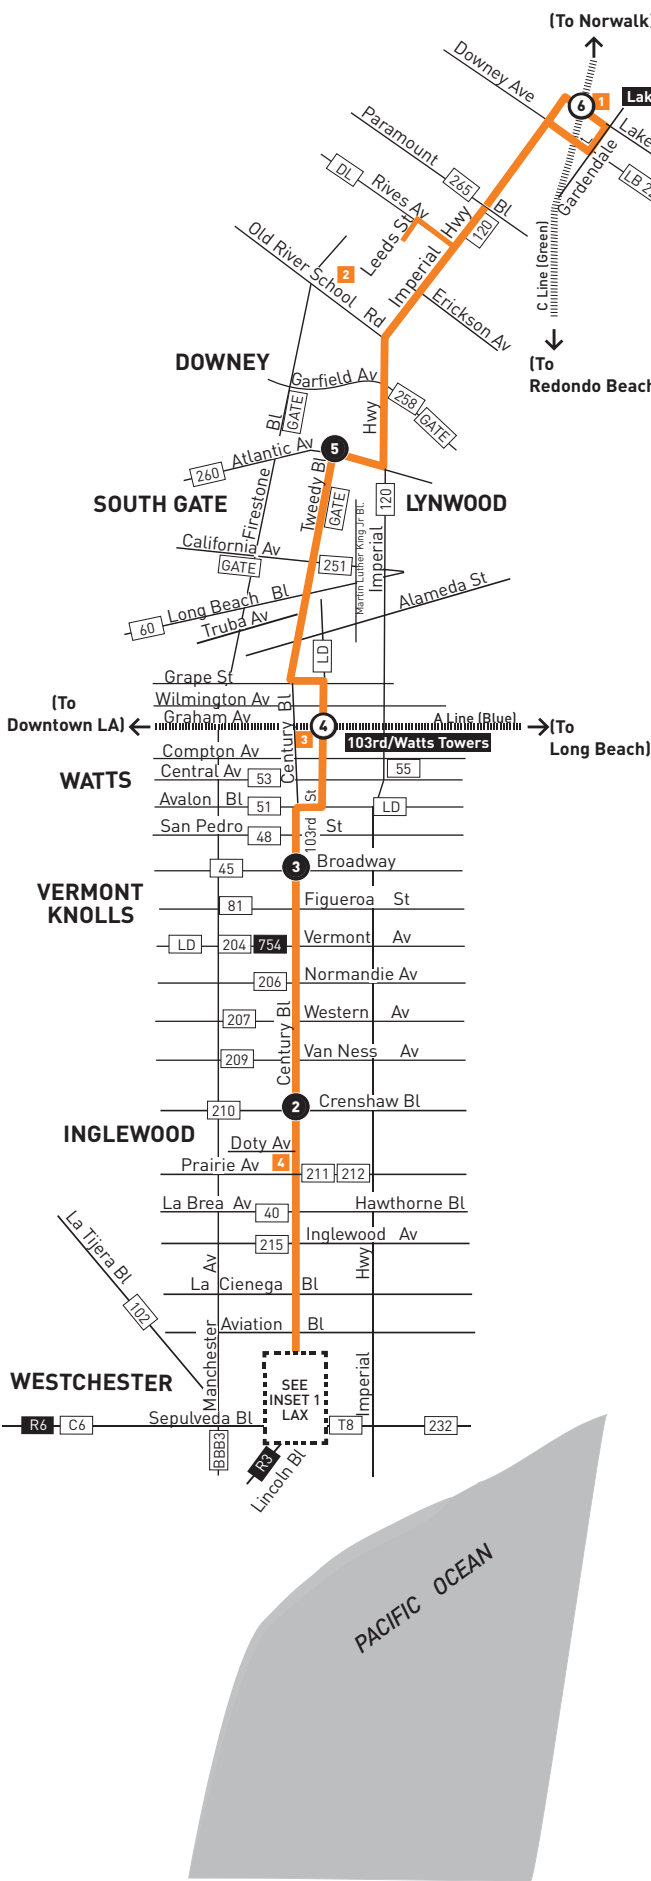 (To Norwalk)
Downey Ave
6
1
Lak
Lake
Paramount
Bl
265
Gardendale
LB 2
DL
Rives Av
Hwy
120
Leeds St
Imperial
C Line (Green)
Old River School Rd
2
Erickson Av
(To
Redondo Beach
DOWNEY
Garfield Av
Bl
GATE
258
GATE
Hwy
Atlantic Av
5
260
Tweedy Bl
SOUTH GATE
Firestone
GATE
120
LYNWOOD
California Av
GATE
251
Martin Luther King Jr Bl.
Imperial
Long Beach Bl
60
Truba Av
Alameda St
LD
Grape St
Wilmington Av
(To
Downtown LA)
Graham Av
4
A Line (Blue)
(To
Long Beach)
3
103rd/Watts Towers
Century Bl
Compton Av
WATTS
Central Av
53
55
Avalon Bl
51
St
LD
San Pedro
48
103rd
St
45
3
Broadway
VERMONT
KNOLLS
81
Figueroa St
LD
204
754
Vermont Av
206
Normandie Av
207
Western Av
Century Bl
209
Van Ness Av
210
2
Crenshaw Bl
INGLEWOOD
Doty Av
Prairie Av
4
211
212
La Brea Av
40
Hawthorne Bl
La Tijera Bl
215
Inglewood Av
Av
Hwy
La Cienega Bl
102
Aviation Bl
Manchester
Imperial
WESTCHESTER
SEE
INSET 1
LAX
R6
C6
Sepulveda Bl
T8
232
BBB3
R3
Lincoln Bl
PACIFIC OCEAN